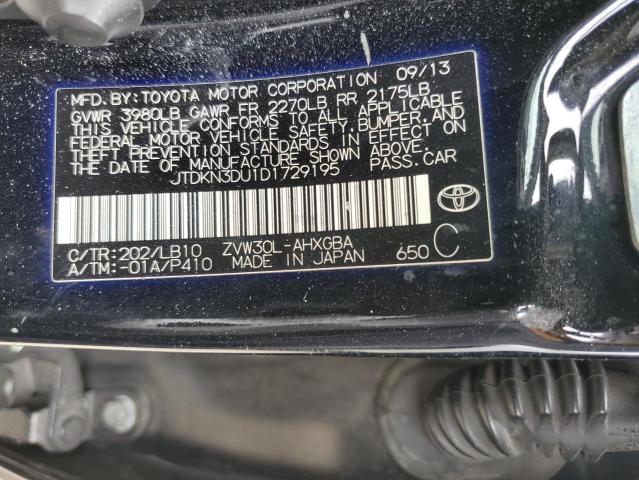 MFD. BY: TOYOTA MOTOR CORPORATION 09/13
GVWR 3980LB GAWR FR 2270LB RR 2175LB
THIS VEHICLE CONFORMS TO ALL APPLICABLE
FEDERAL MOTOR VEHICLE SAFETY, BUMPER, AND
THEFT PREVENTION STANDARDS IN EFFECT ON
THE DATE OF MANUFACTURE SHOWN ABOVE.
JTDKN3DU1D1729195 PASS. CAR
C/TR: 202/LB10 ZVW30L-AHXGBA
A/TM: -01A/P410 MADE IN JAPAN 650 C